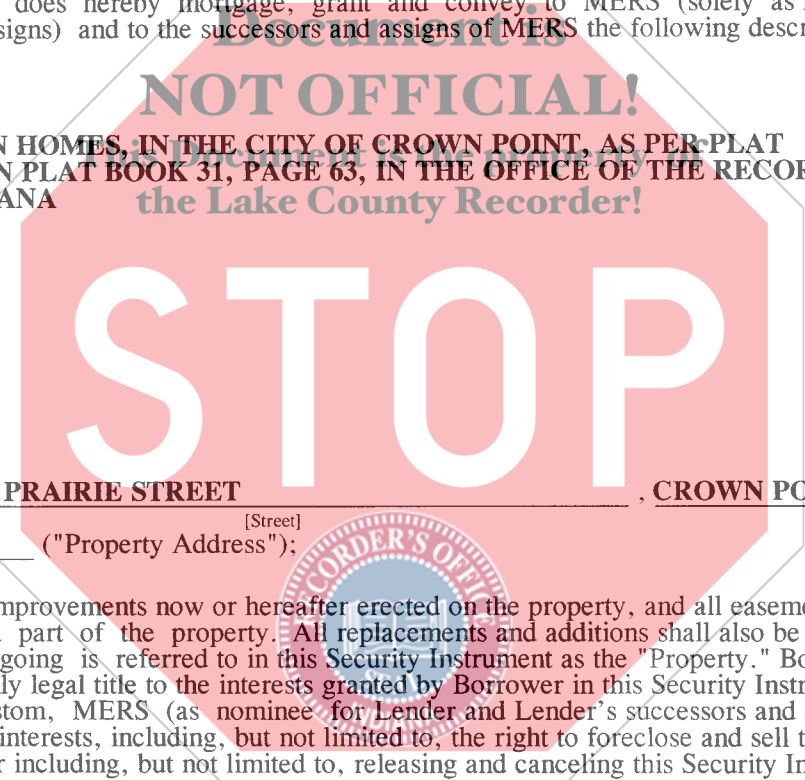 does hereby mortgage, grant and convey to MERS (solely as
signs) and to the successors and assigns of MERS the following descr
Document is
NOT OFFICIAL!
N HOMES, IN THE CITY OF CROWN POINT, AS PER PLAT
This Document is the property of
N PLAT BOOK 31, PAGE 63, IN THE OFFICE OF THE RECOR
ANA
the Lake County Recorder!
STOP
PRAIRIE STREET , CROWN PO
[Street]
("Property Address");
RECORDER'S OFFICE
mprovements now or hereafter erected on the property, and all easeme
part of the property. All replacements and additions shall also be
going is referred to in this Security Instrument as the "Property." Bo
ly legal title to the interests granted by Borrower in this Security Instr
SEAL
stom, MERS (as nominee for Lender and Lender's successors and
interests, including, but not limited to, the right to foreclose and sell t
r including, but not limited to, releasing and canceling this Security In